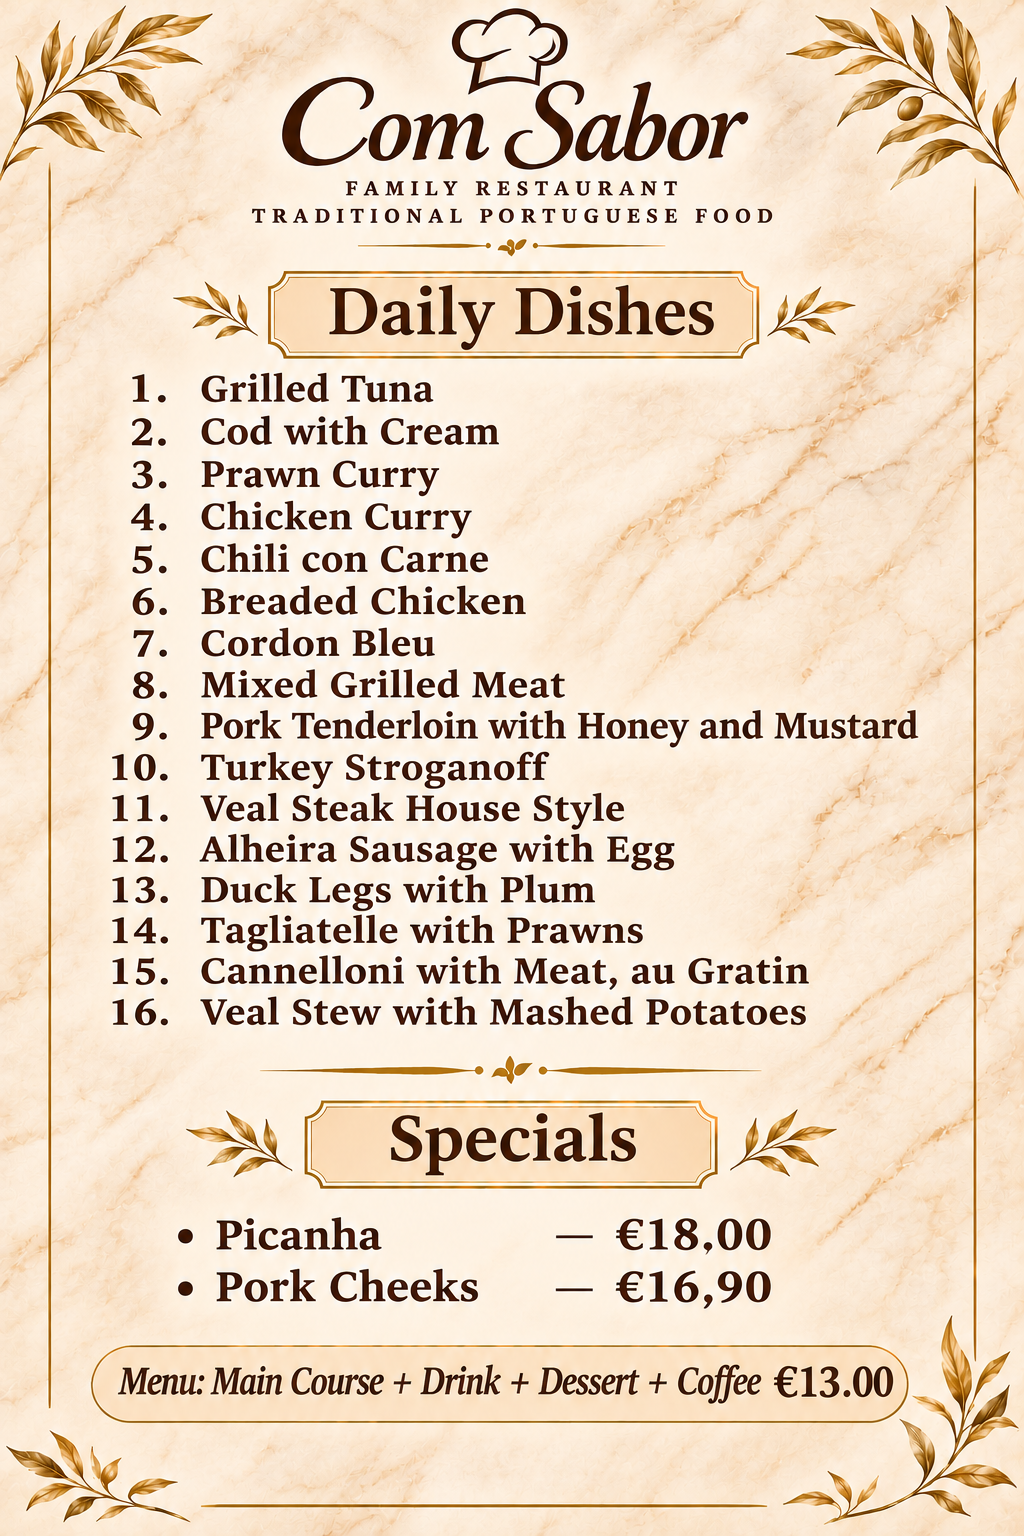 Com Sabor
FAMILY RESTAURANT
TRADITIONAL PORTUGUESE FOOD
Daily Dishes
1. Grilled Tuna
2. Cod with Cream
3. Prawn Curry
4. Chicken Curry
5. Chili con Carne
6. Breaded Chicken
7. Cordon Bleu
8. Mixed Grilled Meat
9. Pork Tenderloin with Honey and Mustard
10. Turkey Stroganoff
11. Veal Steak House Style
12. Alheira Sausage with Egg
13. Duck Legs with Plum
14. Tagliatelle with Prawns
15. Cannelloni with Meat, au Gratin
16. Veal Stew with Mashed Potatoes
Specials
• Picanha — €18,00
• Pork Cheeks — €16,90
Menu: Main Course + Drink + Dessert + Coffee €13.00